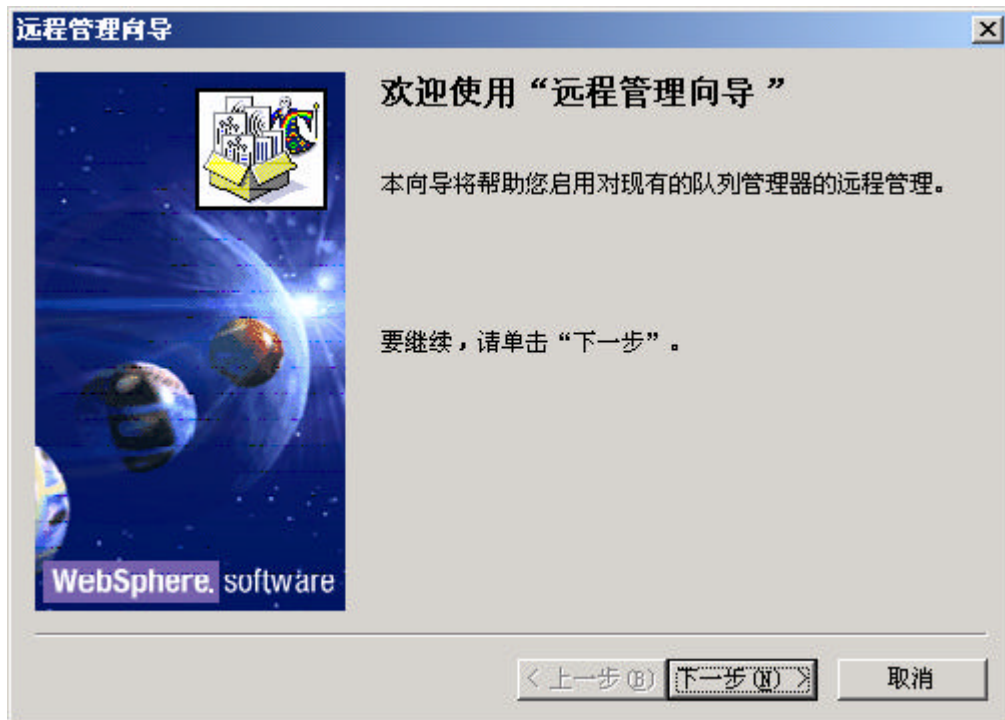 远程管理向导
欢迎使用“远程管理向导 ”
本向导将帮助您启用对现有的队列管理器的远程管理。
要继续，请单击“下一步”。
WebSphere. software
< 上一步(B) 下一步(N) > 取消